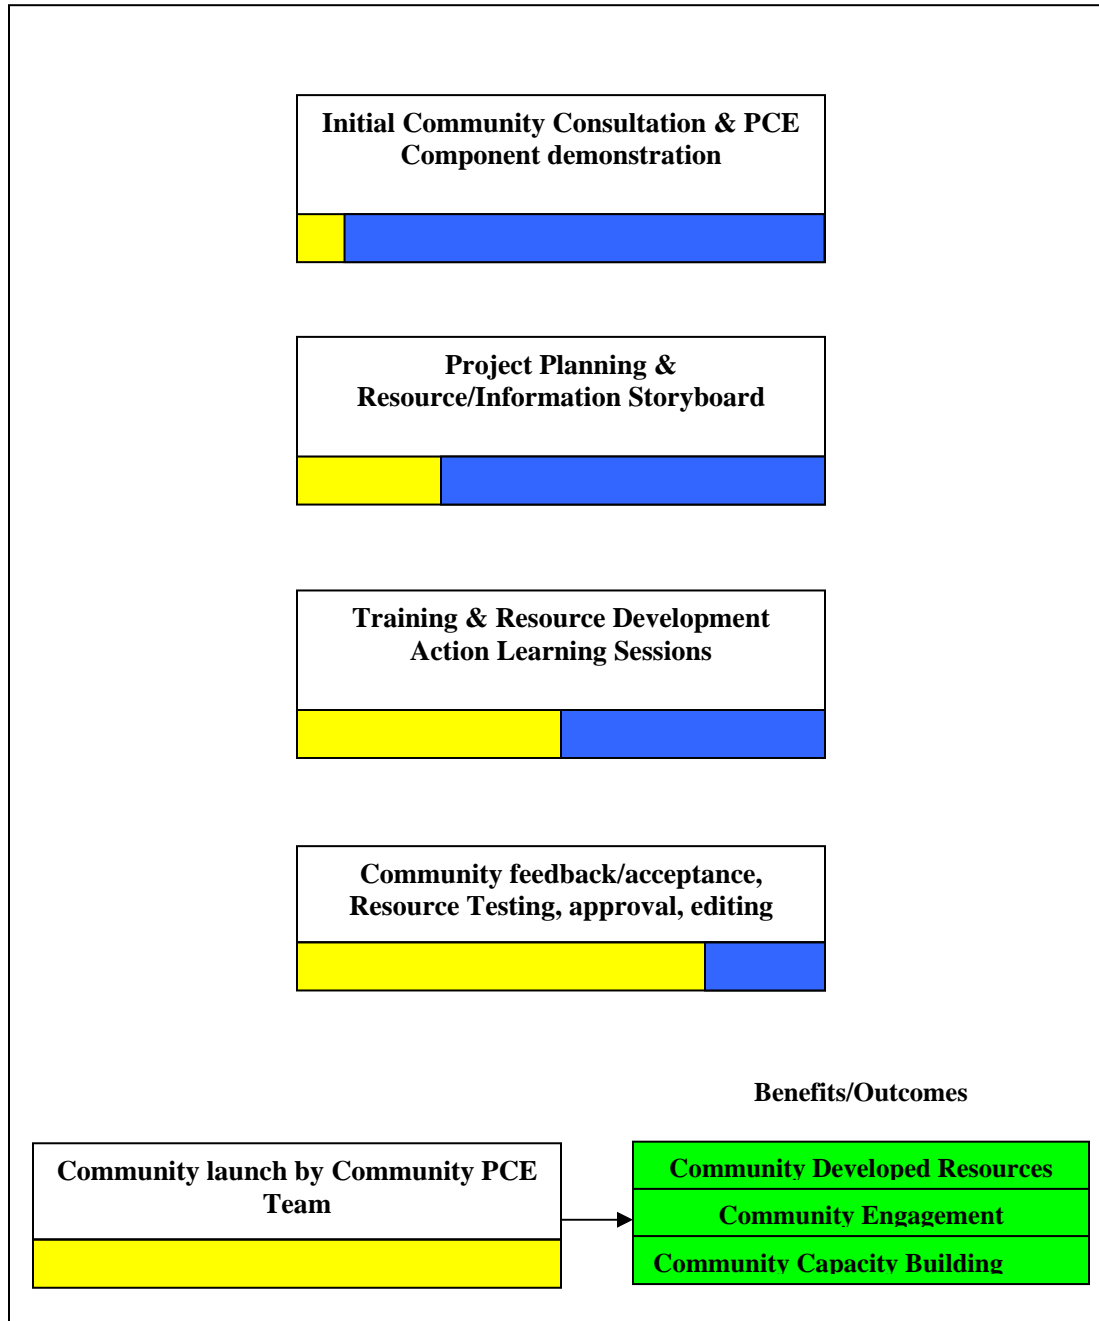 Initial Community Consultation & PCE
Component demonstration
Project Planning &
Resource/Information Storyboard
Training & Resource Development
Action Learning Sessions
Community feedback/acceptance,
Resource Testing, approval, editing
Benefits/Outcomes
Community launch by Community PCE
Team
Community Developed Resources
Community Engagement
Community Capacity Building